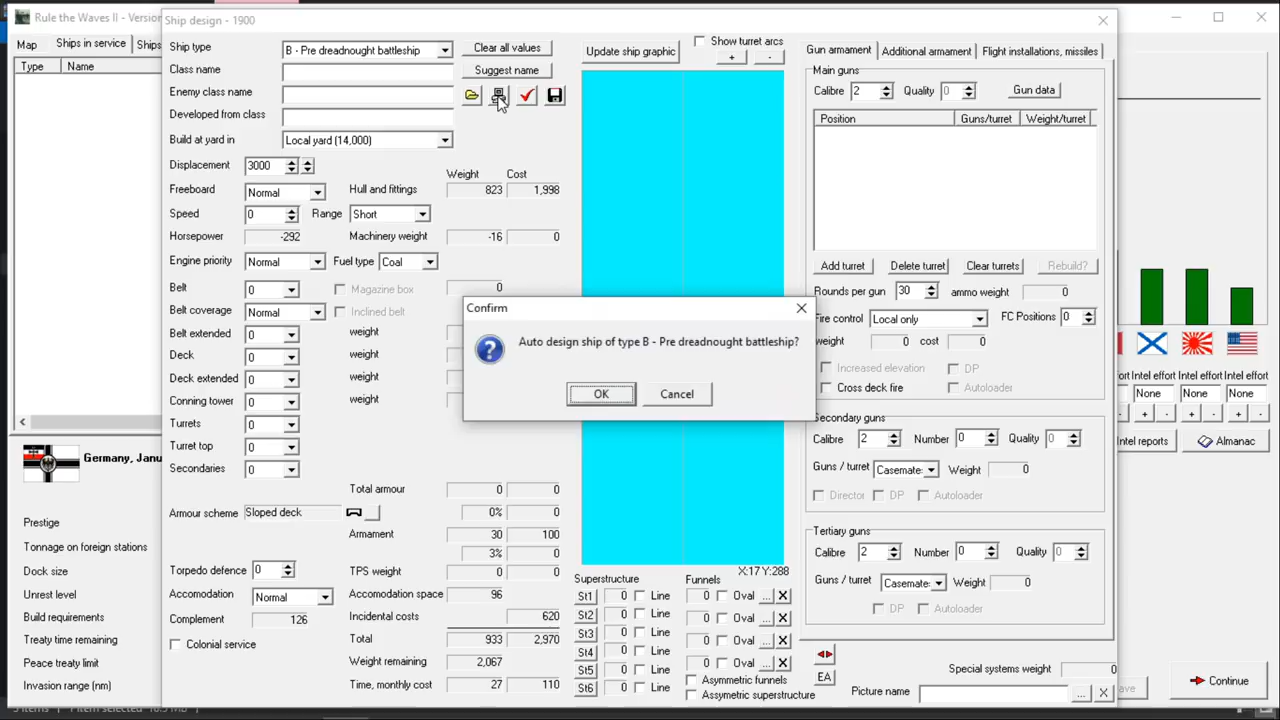 Rule the Waves II - Version
Ship design - 1900
Map
Ships in service
Ships
Type
Name
Ship type
B - Pre dreadnought battleship
Clear all values
Class name
Suggest name
Enemy class name
Developed from class
Build at yard in
Local yard (14,000)
Displacement
3000
Weight
Cost
Freeboard
Normal
Hull and fittings
823
1,998
Speed
0
Range
Short
Horsepower
-292
Machinery weight
-16
0
Engine priority
Normal
Fuel type
Coal
Belt
0
Magazine box
0
Belt coverage
Normal
Inclined belt
Belt extended
0
weight
Deck
0
weight
Deck extended
0
weight
Conning tower
0
weight
Turrets
0
Turret top
0
Secondaries
0
Total armour
0
0
Armour scheme
Sloped deck
0%
0
Armament
30
100
3%
0
Torpedo defence
0
TPS weight
0
0
Accomodation
Normal
Accomodation space
96
Complement
126
Incidental costs
620
Colonial service
Total
933
2,970
Weight remaining
2,067
Time, monthly cost
27
110
Update ship graphic
Show turret arcs
+
-
Confirm
Auto design ship of type B - Pre dreadnought battleship?
OK
Cancel
X:17 Y:288
Superstructure
Funnels
St1
0
Line
0
Oval
...
X
St2
0
Line
0
Oval
...
X
St3
0
Line
0
Oval
...
X
St4
0
Line
0
Oval
...
X
St5
0
Line
St6
0
Line
Asymmetric funnels
Assymetric superstructure
Gun armament
Additional armament
Flight installations, missiles
Main guns
Calibre
2
Quality
0
Gun data
Position
Guns/turret
Weight/turret
Add turret
Delete turret
Clear turrets
Rebuild?
Rounds per gun
30
ammo weight
0
Fire control
Local only
FC Positions
0
weight
0
cost
0
Increased elevation
DP
Cross deck fire
Autoloader
Secondary guns
Calibre
2
Number
0
Quality
0
Guns / turret
Casemate:
Weight
0
Director
DP
Autoloader
Tertiary guns
Calibre
2
Number
0
Quality
0
Guns / turret
Casemate:
Weight
0
DP
Autoloader
EA
Special systems weight
0
Picture name
...
X
Germany, Janu
Prestige
Tonnage on foreign stations
Dock size
Unrest level
Build requirements
Treaty time remaining
Peace treaty limit
Invasion range (nm)
Intel effort
Intel effort
None
None
None
+
-
+
-
Intel reports
Almanac
Continue